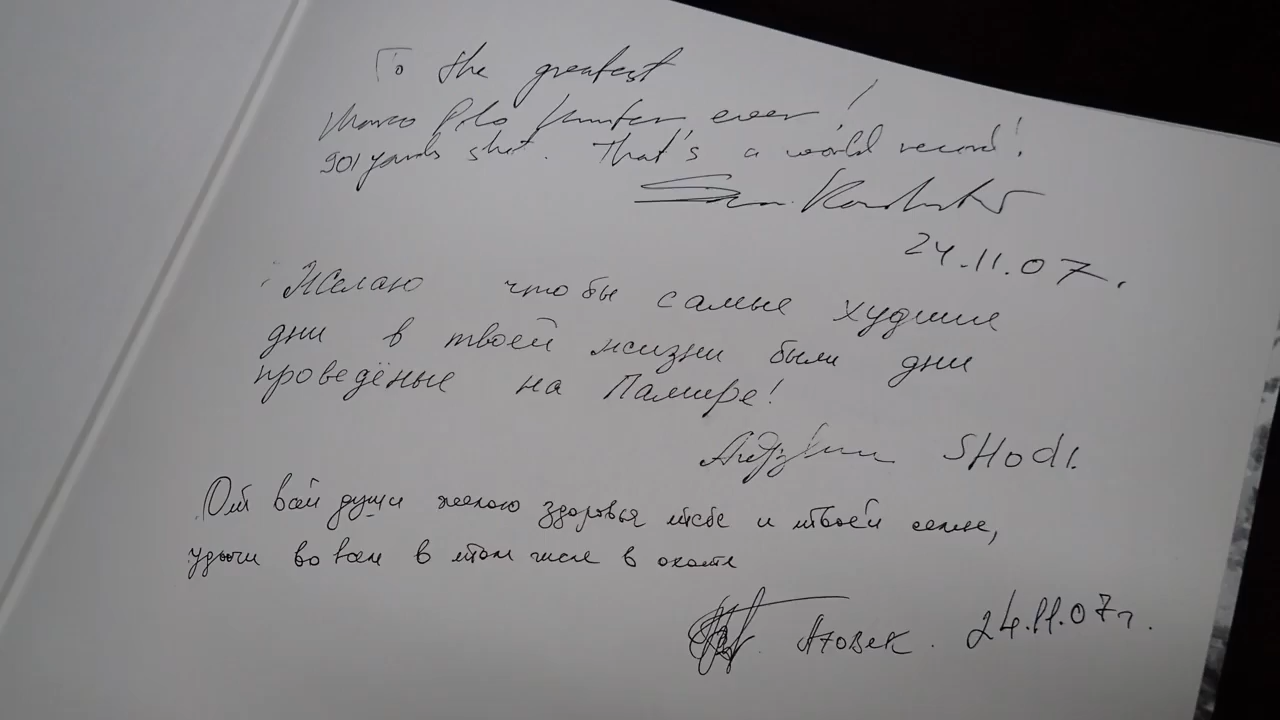 To the greatest
Marco Polo hunter ever!
901 yards shot. That's a world record!
24.11.07.
Желаю чтобы самые худшие
дни в твоей жизни были дни
проведёные на Памире!
SHODI.
От всей души желаю здоровья тебе и твоей семье,
удачи во всем в том числе в охоте
Атобек. 24.11.07г.